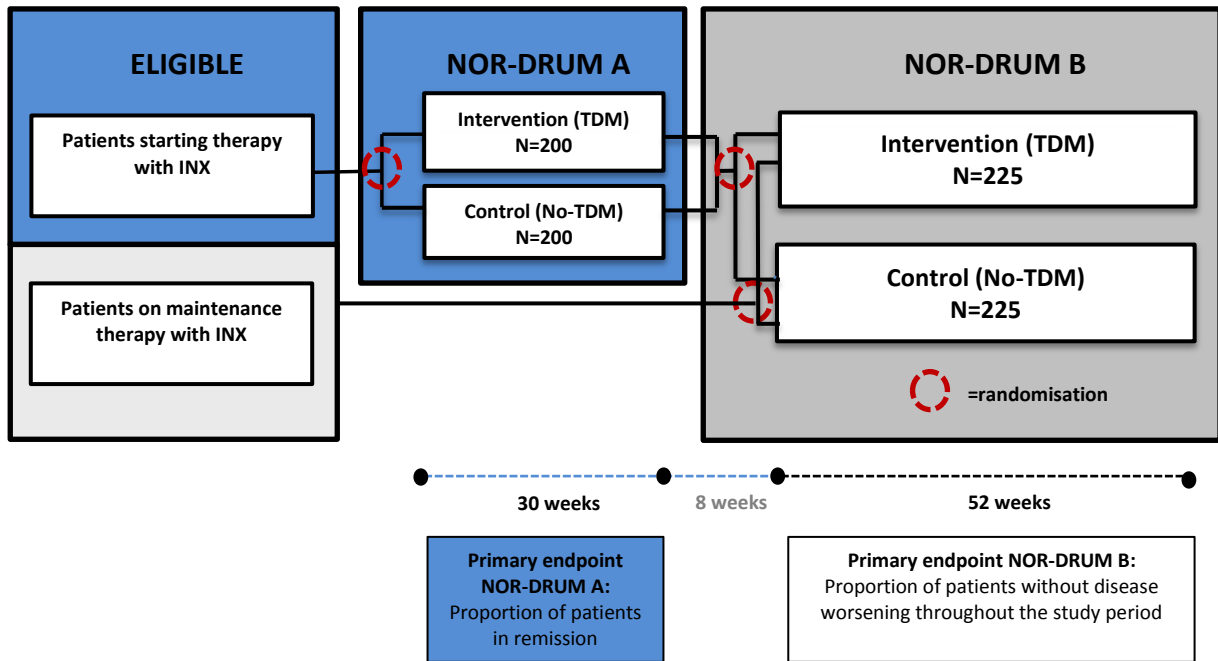 ELIGIBLE
Patients starting therapy
with INX
Patients on maintenance
therapy with INX
NOR-DRUM A
Intervention (TDM)
N=200
Control (No-TDM)
N=200
NOR-DRUM B
Intervention (TDM)
N=225
Control (No-TDM)
N=225
=randomisation
30 weeks
8 weeks
52 weeks
Primary endpoint
NOR-DRUM A:
Proportion of patients
in remission
Primary endpoint NOR-DRUM B:
Proportion of patients without disease
worsening throughout the study period